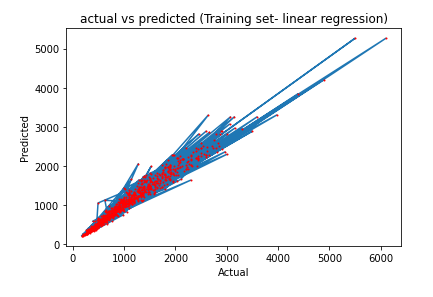 actual vs predicted (Training set- linear regression)
5000
4000
3000
2000
1000
0
Predicted
0 1000 2000 3000 4000 5000 6000
Actual